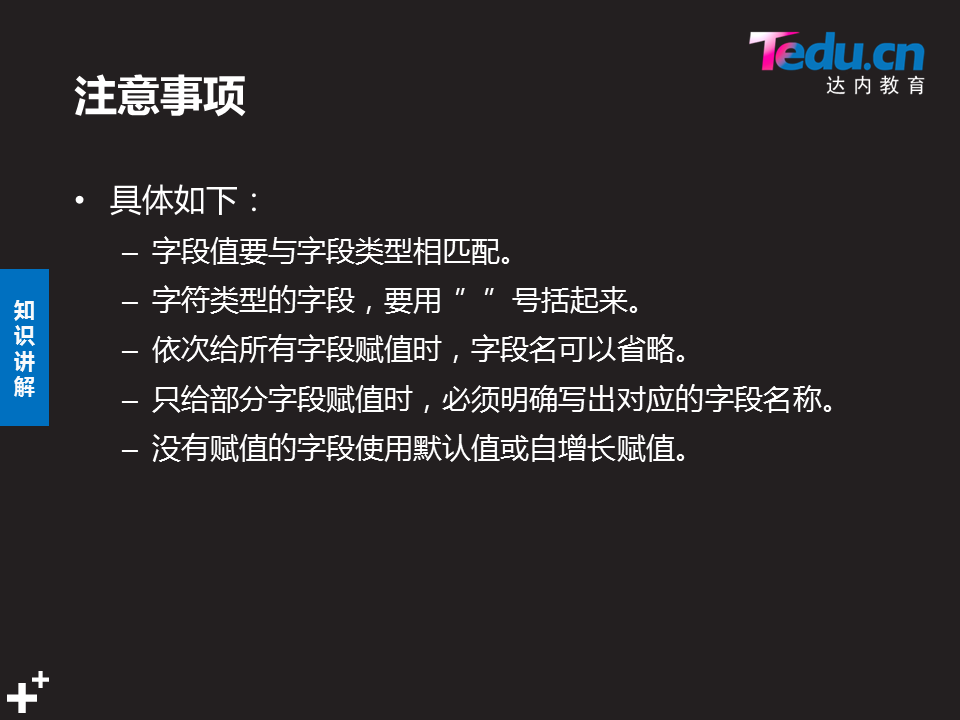 Tedu.cn
达内教育
注意事项
• 具体如下：
– 字段值要与字段类型相匹配。
– 字符类型的字段，要用 ＂ ＂ 号括起来。
– 依次给所有字段赋值时，字段名可以省略。
– 只给部分字段赋值时，必须明确写出对应的字段名称。
– 没有赋值的字段使用默认值或自增长赋值。
知
识
讲
解